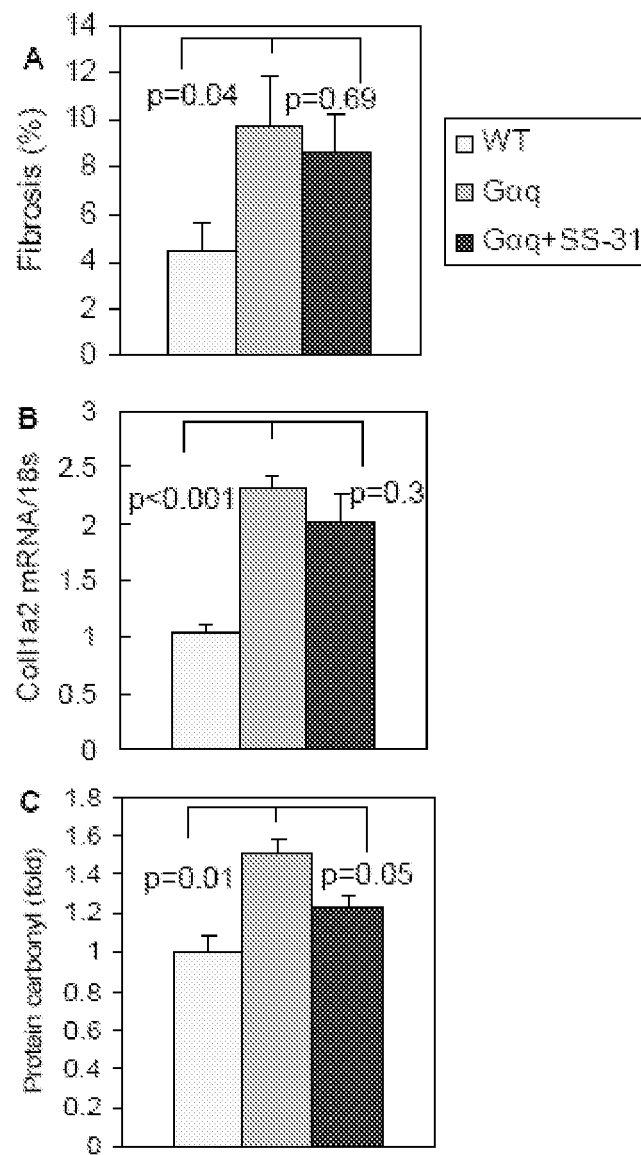 A
Fibrosis (%)
14
12
10
8
6
4
2
0
p=0.04
p=0.69
WT
Gαq
Gαq+SS-31
B
Coll1a2 mRNA/18s
3
2.5
2
1.5
1
0.5
0
p<0.001
p=0.3
C
Protein carbonyl (fold)
1.8
1.6
1.4
1.2
1
0.8
0.6
0.4
0.2
0
p=0.01
p=0.05